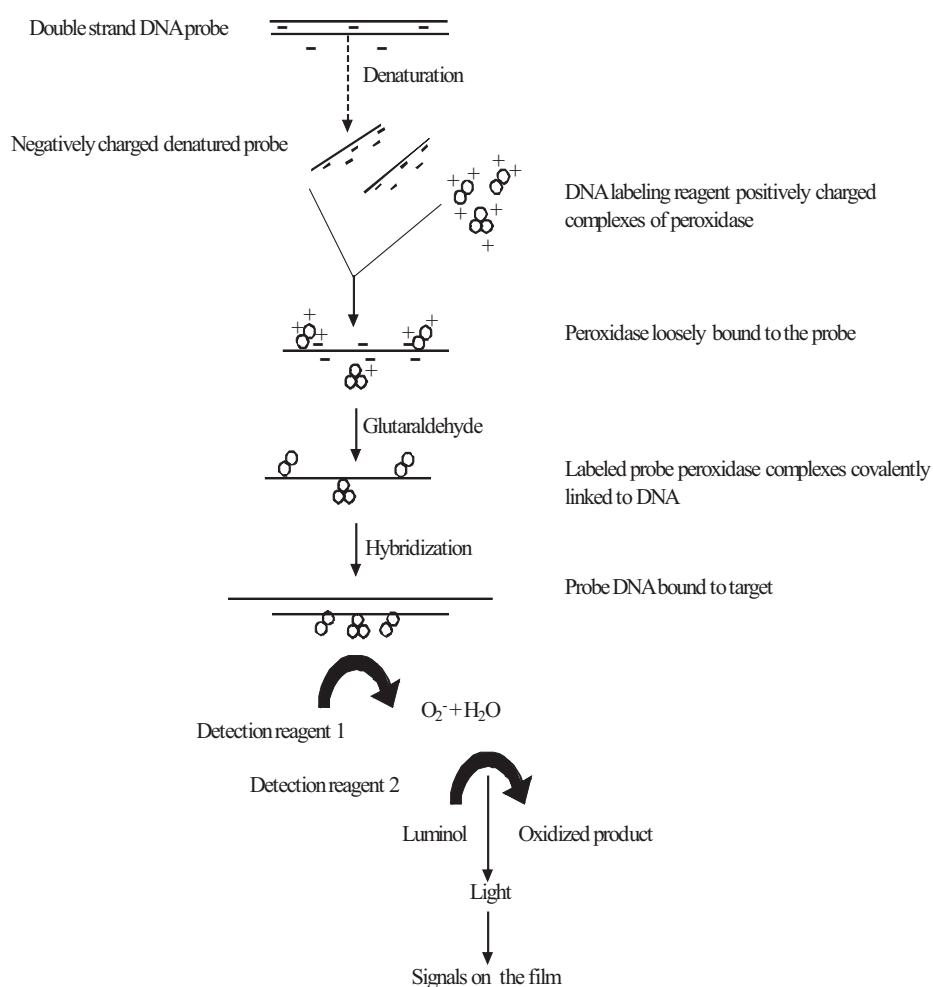 Double strand DNA probe
Denaturation
Negatively charged denatured probe
DNA labeling reagent positively charged
complexes of peroxidase
Peroxidase loosely bound to the probe
Glutaraldehyde
Labeled probe peroxidase complexes covalently
linked to DNA
Hybridization
Probe DNA bound to target
O₂⁻ + H₂O
Detection reagent 1
Detection reagent 2
Luminol
Oxidized product
Light
Signals on the film